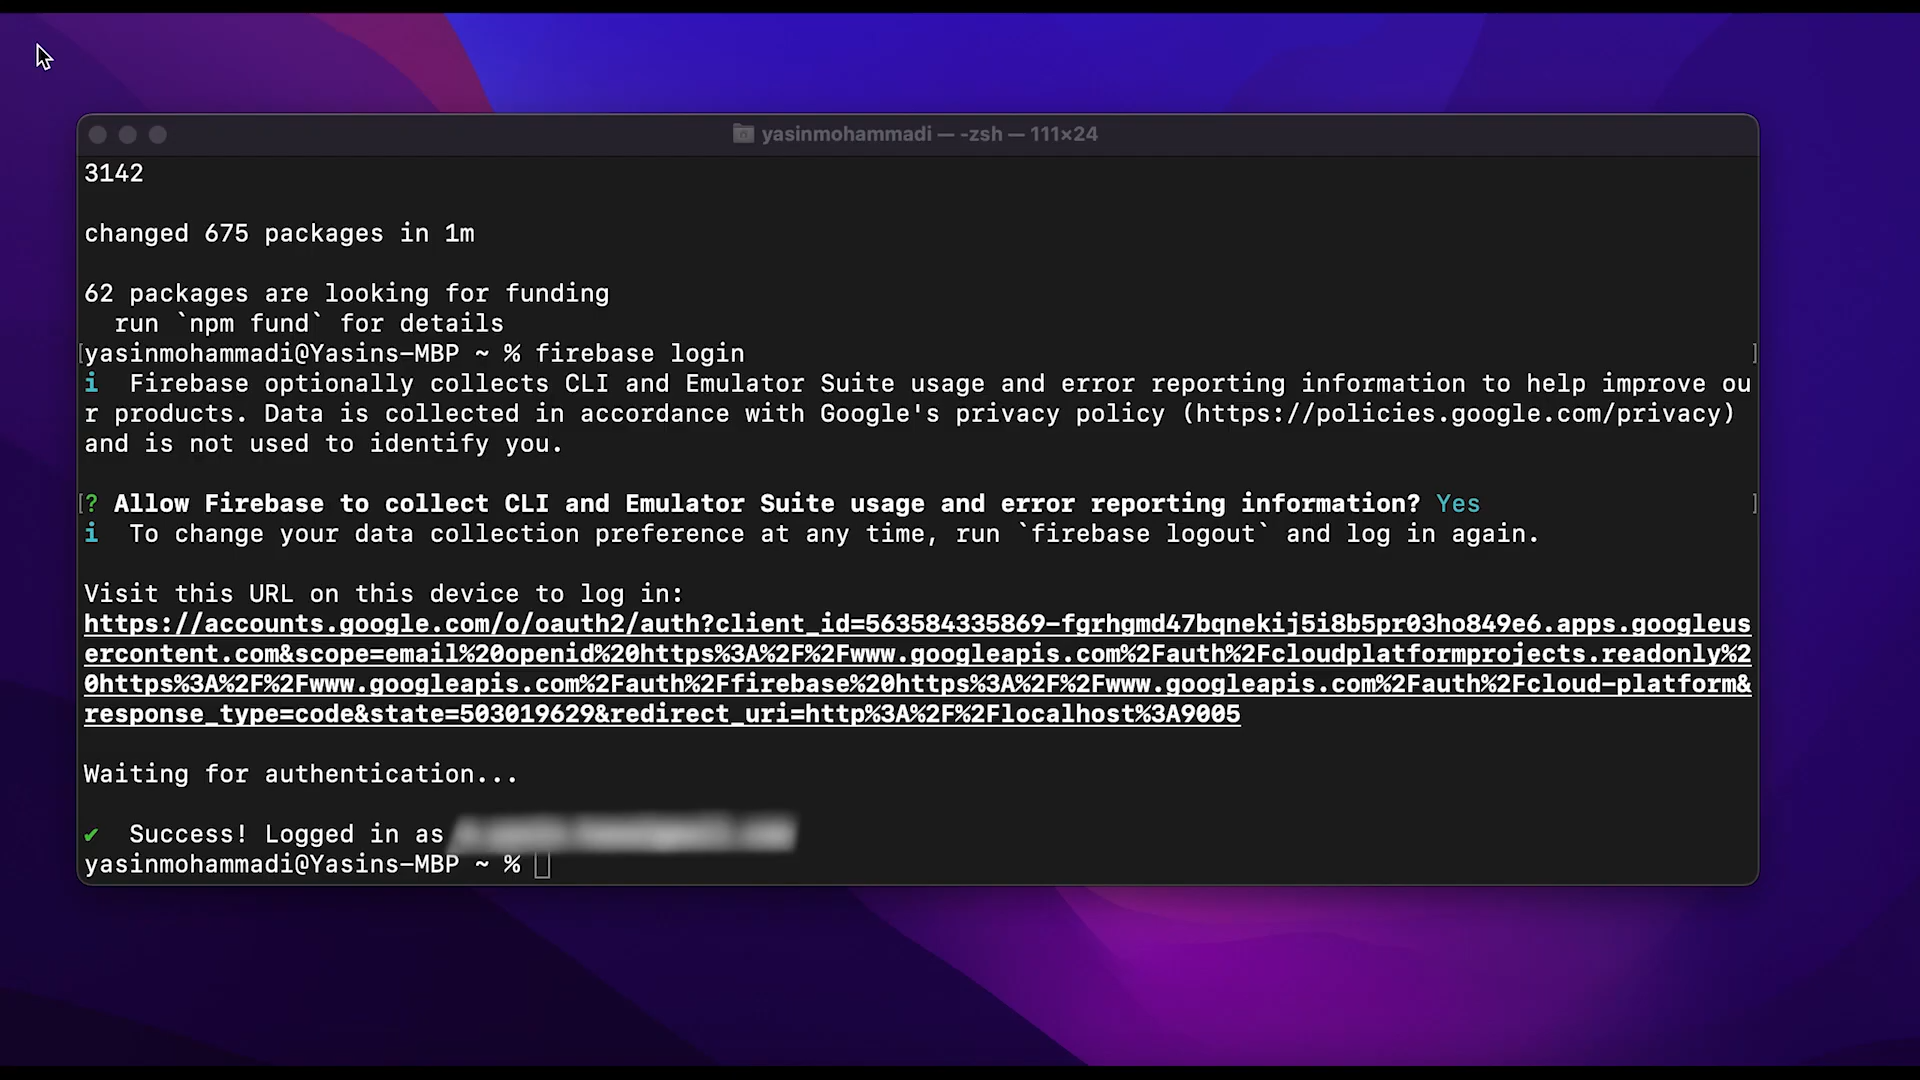 yasinmohammadi — -zsh — 111×24
3142
changed 675 packages in 1m
62 packages are looking for funding
run `npm fund` for details
[yasinmohammadi@Yasins-MBP ~ % firebase login ]
i Firebase optionally collects CLI and Emulator Suite usage and error reporting information to help improve ou
r products. Data is collected in accordance with Google's privacy policy (https://policies.google.com/privacy)
and is not used to identify you.
[? Allow Firebase to collect CLI and Emulator Suite usage and error reporting information? Yes ]
i To change your data collection preference at any time, run `firebase logout` and log in again.
Visit this URL on this device to log in:
https://accounts.google.com/o/oauth2/auth?client_id=563584335869-fgrhgmd47bqnekij5i8b5pr03ho849e6.apps.googleus
ercontent.com&scope=email%20openid%20https%3A%2F%2Fwww.googleapis.com%2Fauth%2Fcloudplatformprojects.readonly%2
0https%3A%2F%2Fwww.googleapis.com%2Fauth%2Ffirebase%20https%3A%2F%2Fwww.googleapis.com%2Fauth%2Fcloud-platform&
response_type=code&state=503019629&redirect_uri=http%3A%2F%2Flocalhost%3A9005
Waiting for authentication...
✔ Success! Logged in as
yasinmohammadi@Yasins-MBP ~ %